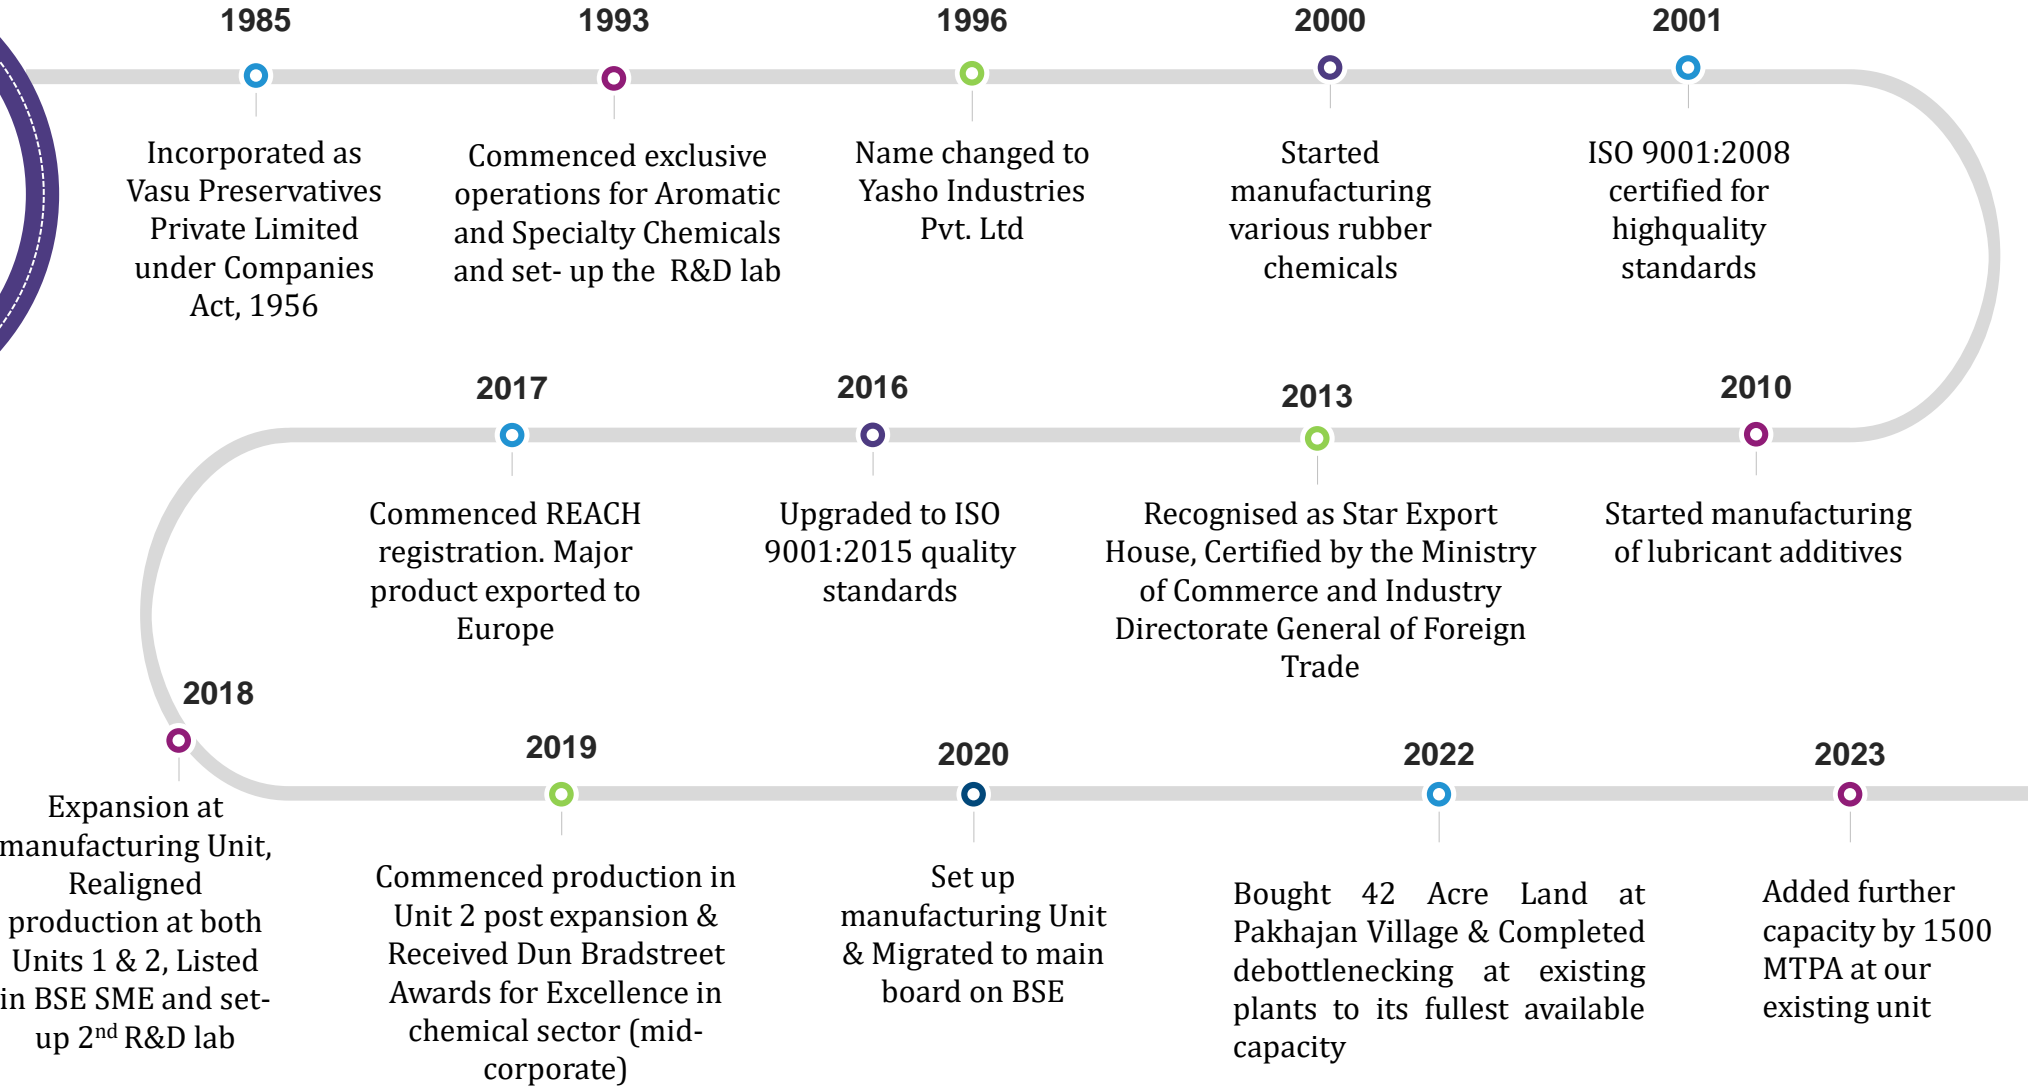 1985
Incorporated as
Vasu Preservatives
Private Limited
under Companies
Act, 1956
1993
Commenced exclusive
operations for Aromatic
and Specialty Chemicals
and set- up the R&D lab
1996
Name changed to
Yasho Industries
Pvt. Ltd
2000
Started
manufacturing
various rubber
chemicals
2001
ISO 9001:2008
certified for
highquality
standards
2010
Started manufacturing
of lubricant additives
2013
Recognised as Star Export
House, Certified by the Ministry
of Commerce and Industry
Directorate General of Foreign
Trade
2016
Upgraded to ISO
9001:2015 quality
standards
2017
Commenced REACH
registration. Major
product exported to
Europe
2018
Expansion at
manufacturing Unit,
Realigned
production at both
Units 1 & 2, Listed
in BSE SME and set-
up 2nd R&D lab
2019
Commenced production in
Unit 2 post expansion &
Received Dun Bradstreet
Awards for Excellence in
chemical sector (mid-
corporate)
2020
Set up
manufacturing Unit
& Migrated to main
board on BSE
2022
Bought 42 Acre Land at
Pakhajan Village & Completed
debottlenecking at existing
plants to its fullest available
capacity
2023
Added further
capacity by 1500
MTPA at our
existing unit